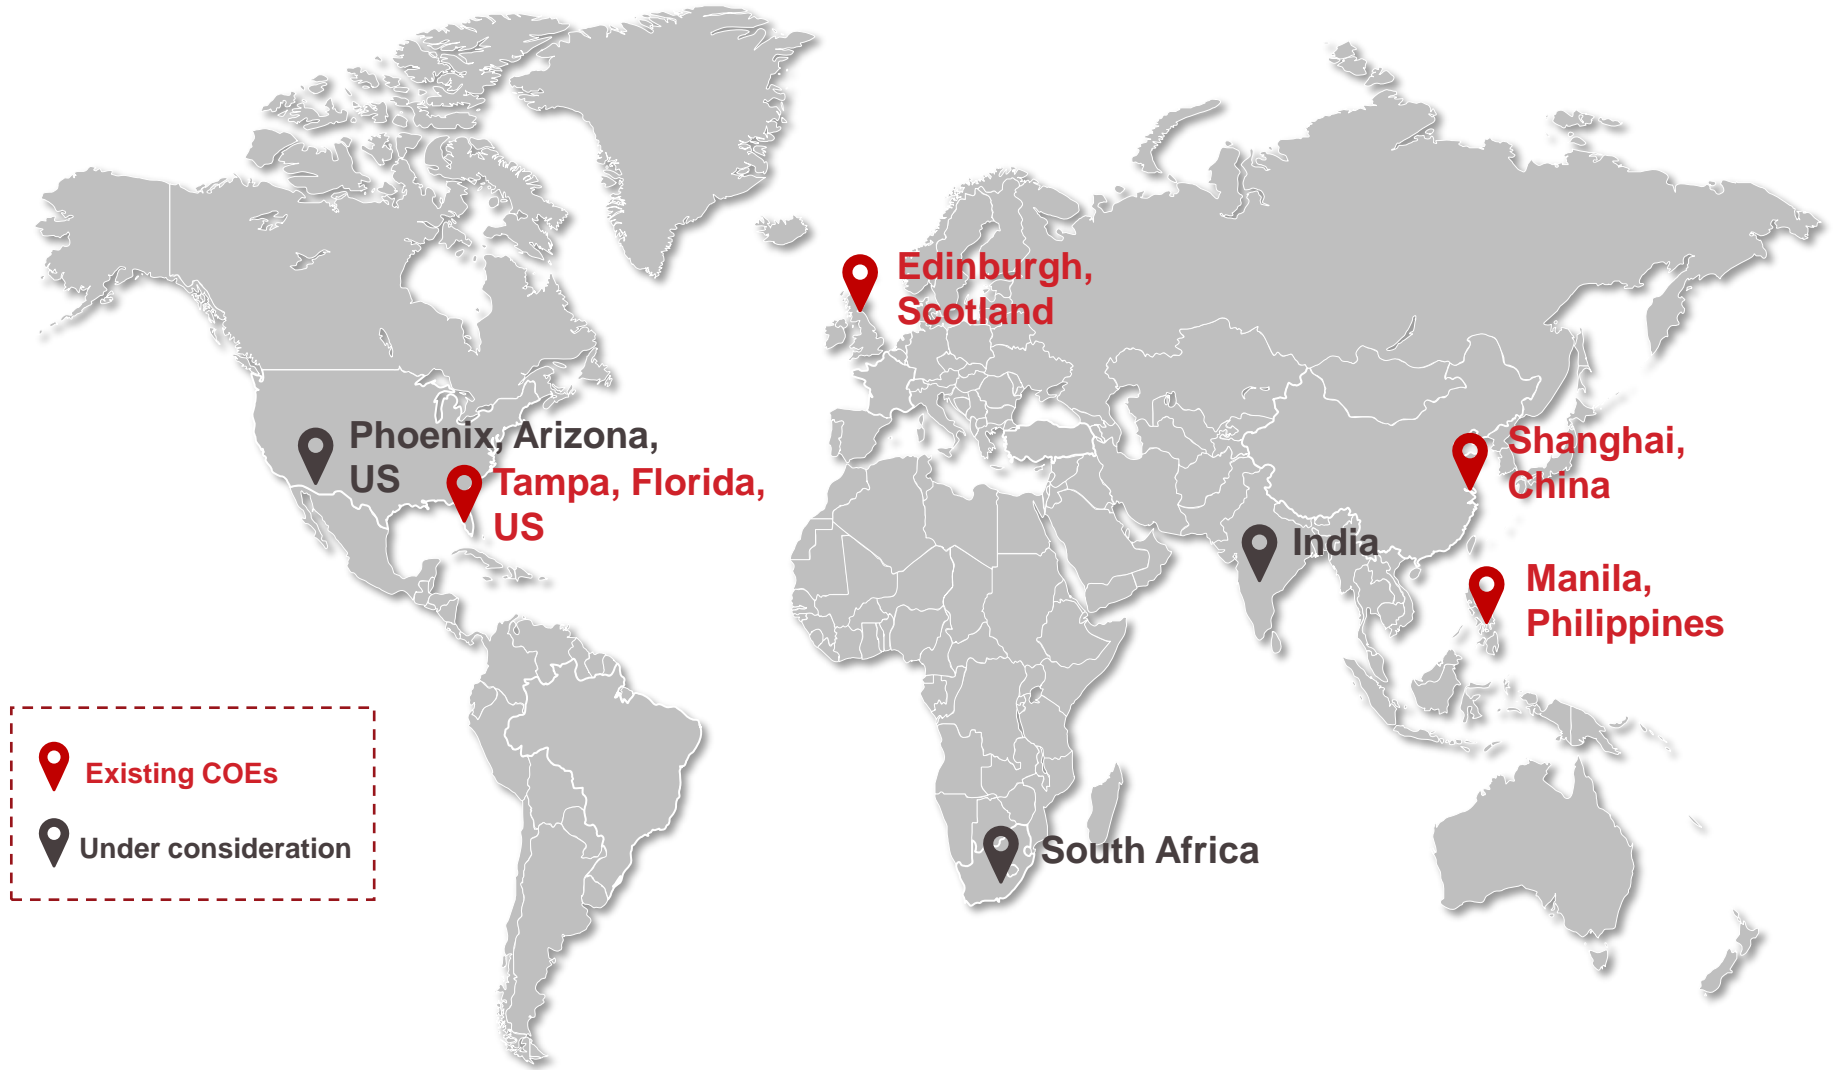 Edinburgh,
Scotland
Phoenix, Arizona,
US
Tampa, Florida,
US
Shanghai,
China
India
Manila,
Philippines
South Africa
Existing COEs
Under consideration